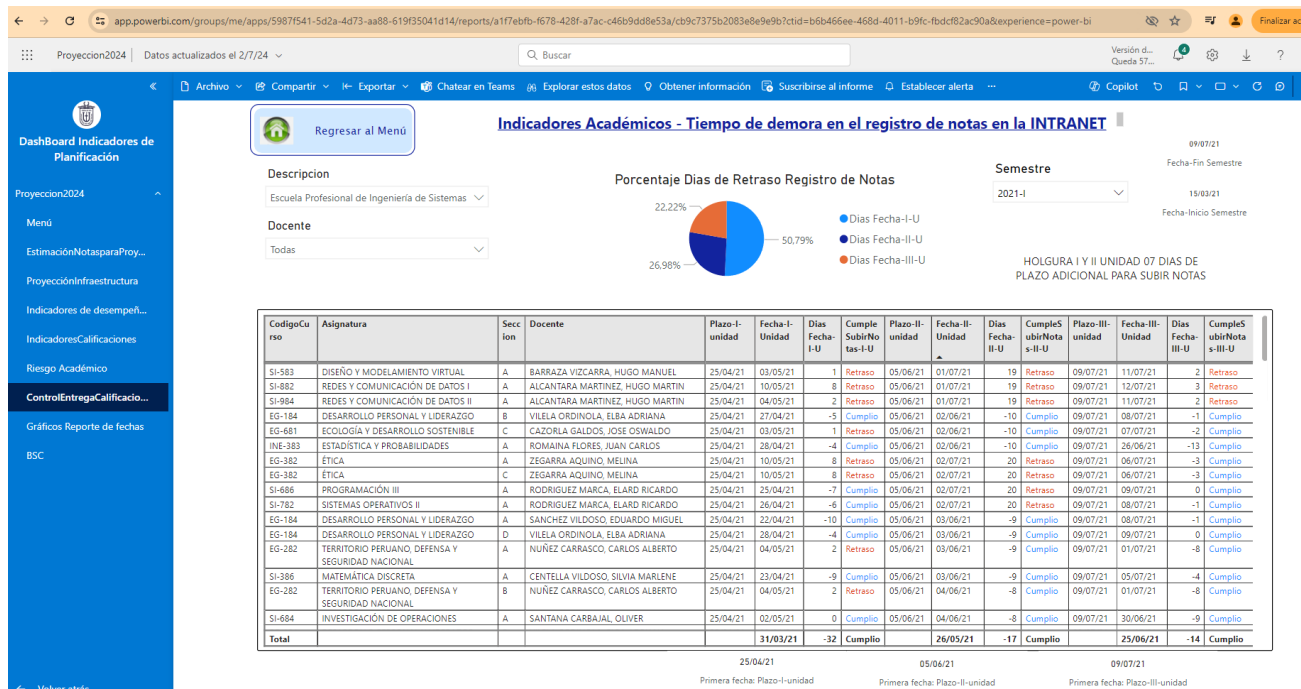 app.powerbi.com/groups/me/apps/5987f541-5d2a-4d73-aa88-619f35041d14/reports/a1f7ebfb-f678-428f-a7ac-c46b9dd8e53a/cb9c7375b2083e8e9e9b?ctid=b6b466ee-468d-4011-b9fc-fbdcf82ac90a&experience=power-bi
Finalizar ac
Proyeccion2024 | Datos actualizados el 2/7/24
Buscar
Versión d...
Queda 57...
4
Archivo Compartir Exportar Chatear en Teams Explorar estos datos Obtener información Suscribirse al informe Establecer alerta ... Copilot
DashBoard Indicadores de
Planificación
Proyeccion2024
Menú
EstimaciónNotasparaProy...
ProyecciónInfraestructura
Indicadores de desempeñ...
IndicadoresCalificaciones
Riesgo Académico
ControlEntregaCalificacio...
Gráficos Reporte de fechas
BSC
Volver atrás
Regresar al Menú
Indicadores Académicos - Tiempo de demora en el registro de notas en la INTRANET
09/07/21
Fecha-Fin Semestre
15/03/21
Fecha-Inicio Semestre
Descripcion
Escuela Profesional de Ingeniería de Sistemas
Docente
Todas
Porcentaje Dias de Retraso Registro de Notas
22,22%
50,79%
26,98%
Dias Fecha-I-U
Dias Fecha-II-U
Dias Fecha-III-U
Semestre
2021-I
HOLGURA I Y II UNIDAD 07 DIAS DE
PLAZO ADICIONAL PARA SUBIR NOTAS
CodigoCurso Asignatura Seccion Docente Plazo-I-unidad Fecha-I-Unidad Dias Fecha-I-U CumpleSubirNotas-I-U Plazo-II-unidad Fecha-II-Unidad Dias Fecha-II-U CumpleSubirNotas-II-U Plazo-III-unidad Fecha-III-Unidad Dias Fecha-III-U CumpleSubirNotas-III-U
SI-583 DISEÑO Y MODELAMIENTO VIRTUAL A BARRAZA VIZCARRA, HUGO MANUEL 25/04/21 03/05/21 1 Retraso 05/06/21 01/07/21 19 Retraso 09/07/21 11/07/21 2 Retraso
SI-882 REDES Y COMUNICACIÓN DE DATOS I A ALCANTARA MARTINEZ, HUGO MARTIN 25/04/21 10/05/21 8 Retraso 05/06/21 01/07/21 19 Retraso 09/07/21 12/07/21 3 Retraso
SI-984 REDES Y COMUNICACIÓN DE DATOS II A ALCANTARA MARTINEZ, HUGO MARTIN 25/04/21 04/05/21 2 Retraso 05/06/21 01/07/21 19 Retraso 09/07/21 11/07/21 2 Retraso
EG-184 DESARROLLO PERSONAL Y LIDERAZGO B VILELA ORDINOLA, ELBA ADRIANA 25/04/21 27/04/21 -5 Cumplio 05/06/21 02/06/21 -10 Cumplio 09/07/21 08/07/21 -1 Cumplio
EG-681 ECOLOGÍA Y DESARROLLO SOSTENIBLE C CAZORLA GALDOS, JOSE OSWALDO 25/04/21 03/05/21 1 Retraso 05/06/21 02/06/21 -10 Cumplio 09/07/21 07/07/21 -2 Cumplio
INE-383 ESTADÍSTICA Y PROBABILIDADES A ROMAINA FLORES, JUAN CARLOS 25/04/21 28/04/21 -4 Cumplio 05/06/21 02/06/21 -10 Cumplio 09/07/21 26/06/21 -13 Cumplio
EG-382 ÉTICA A ZEGARRA AQUINO, MELINA 25/04/21 10/05/21 8 Retraso 05/06/21 02/07/21 20 Retraso 09/07/21 06/07/21 -3 Cumplio
EG-382 ÉTICA C ZEGARRA AQUINO, MELINA 25/04/21 10/05/21 8 Retraso 05/06/21 02/07/21 20 Retraso 09/07/21 06/07/21 -3 Cumplio
SI-686 PROGRAMACIÓN III A RODRIGUEZ MARCA, ELARD RICARDO 25/04/21 25/04/21 -7 Cumplio 05/06/21 02/07/21 20 Retraso 09/07/21 09/07/21 0 Cumplio
SI-782 SISTEMAS OPERATIVOS II A RODRIGUEZ MARCA, ELARD RICARDO 25/04/21 26/04/21 -6 Cumplio 05/06/21 02/07/21 20 Retraso 09/07/21 08/07/21 -1 Cumplio
EG-184 DESARROLLO PERSONAL Y LIDERAZGO A SANCHEZ VILDOSO, EDUARDO MIGUEL 25/04/21 22/04/21 -10 Cumplio 05/06/21 03/06/21 -9 Cumplio 09/07/21 08/07/21 -1 Cumplio
EG-184 DESARROLLO PERSONAL Y LIDERAZGO D VILELA ORDINOLA, ELBA ADRIANA 25/04/21 28/04/21 -4 Cumplio 05/06/21 03/06/21 -9 Cumplio 09/07/21 09/07/21 0 Cumplio
EG-282 TERRITORIO PERUANO, DEFENSA Y A NUÑEZ CARRASCO, CARLOS ALBERTO 25/04/21 04/05/21 2 Retraso 05/06/21 03/06/21 -9 Cumplio 09/07/21 01/07/21 -8 Cumplio
SEGURIDAD NACIONAL
SI-386 MATEMÁTICA DISCRETA A CENTELLA VILDOSO, SILVIA MARLENE 25/04/21 23/04/21 -9 Cumplio 05/06/21 03/06/21 -9 Cumplio 09/07/21 05/07/21 -4 Cumplio
EG-282 TERRITORIO PERUANO, DEFENSA Y B NUÑEZ CARRASCO, CARLOS ALBERTO 25/04/21 04/05/21 2 Retraso 05/06/21 04/06/21 -8 Cumplio 09/07/21 01/07/21 -8 Cumplio
SEGURIDAD NACIONAL
SI-684 INVESTIGACIÓN DE OPERACIONES A SANTANA CARBAJAL, OLIVER 25/04/21 02/05/21 0 Cumplio 05/06/21 04/06/21 -8 Cumplio 09/07/21 30/06/21 -9 Cumplio
Total 31/03/21 -32 Cumplio 26/05/21 -17 Cumplio 25/06/21 -14 Cumplio
25/04/21
Primera fecha: Plazo-I-unidad
05/06/21
Primera fecha: Plazo-II-unidad
09/07/21
Primera fecha: Plazo-III-unidad